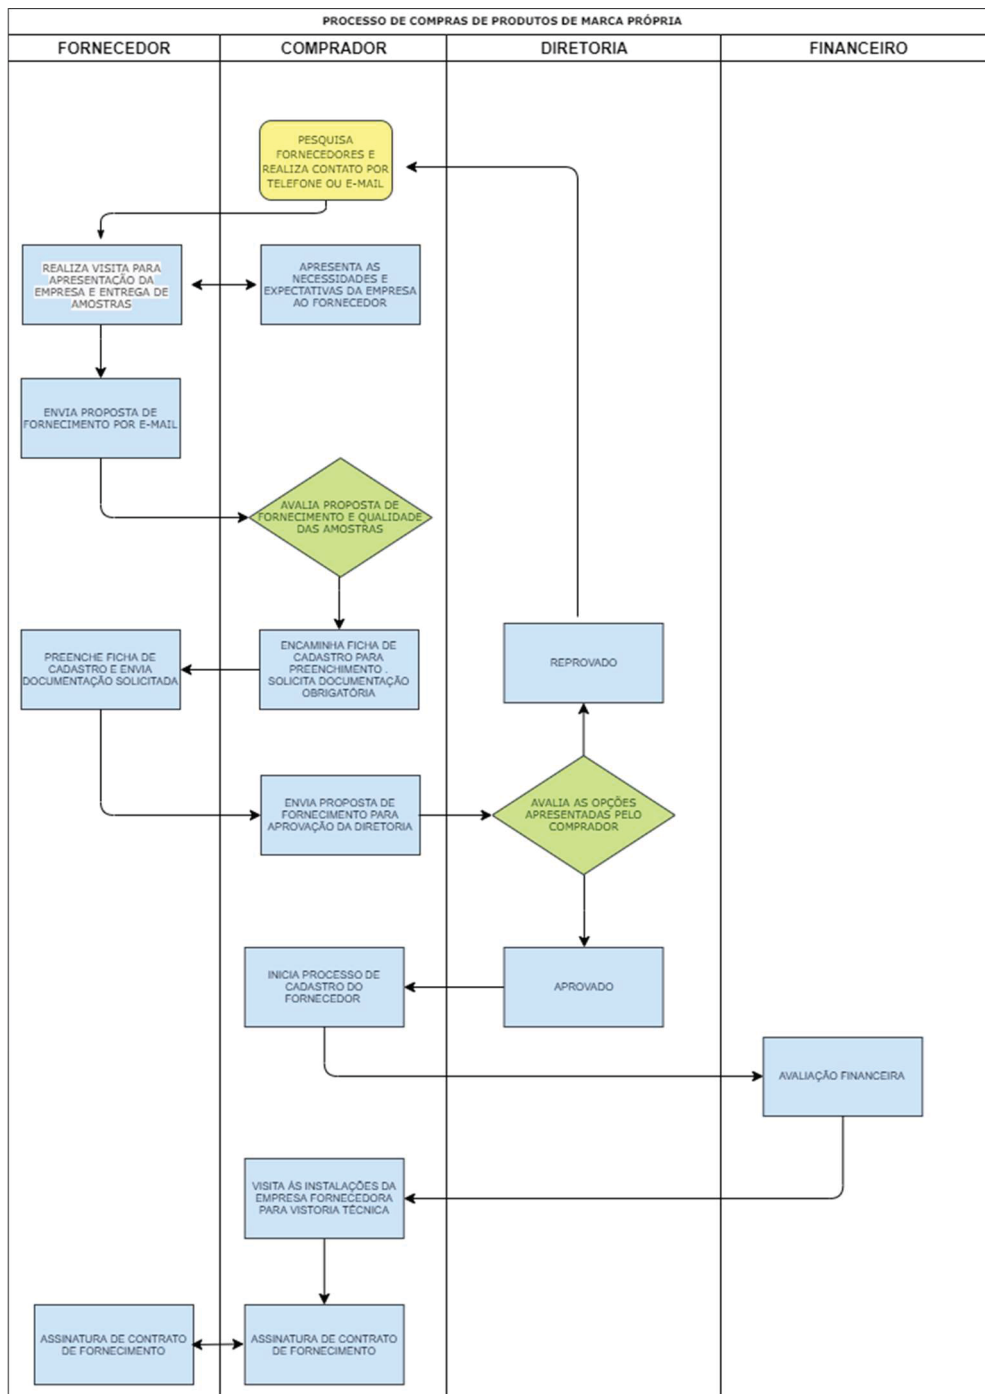 PROCESSO DE COMPRAS DE PRODUTOS DE MARCA PRÓPRIA
FORNECEDOR
COMPRADOR
DIRETORIA
FINANCEIRO
PESQUISA
FORNECEDORES E
REALIZA CONTATO POR
TELEFONE OU E-MAIL
REALIZA VISITA PARA
APRESENTAÇÃO DA
EMPRESA E ENTREGA DE
AMOSTRAS
APRESENTA AS
NECESSIDADES E
EXPECTATIVAS DA EMPRESA
AO FORNECEDOR
ENVIA PROPOSTA DE
FORNECIMENTO POR E-MAIL
AVALIA PROPOSTA DE
FORNECIMENTO E QUALIDADE
DAS AMOSTRAS
PREENCHE FICHA DE
CADASTRO E ENVIA
DOCUMENTAÇÃO SOLICITADA
ENCAMINHA FICHA DE
CADASTRO PARA
PREENCHIMENTO .
SOLICITA DOCUMENTAÇÃO
OBRIGATÓRIA
REPROVADO
ENVIA PROPOSTA DE
FORNECIMENTO PARA
APROVAÇÃO DA DIRETORIA
AVALIA AS OPÇÕES
APRESENTADAS PELO
COMPRADOR
INICIA PROCESSO DE
CADASTRO DO
FORNECEDOR
APROVADO
AVALIAÇÃO FINANCEIRA
VISITA ÀS INSTALAÇÕES DA
EMPRESA FORNECEDORA
PARA VISTORIA TÉCNICA
ASSINATURA DE CONTRATO
DE FORNECIMENTO
ASSINATURA DE CONTRATO
DE FORNECIMENTO